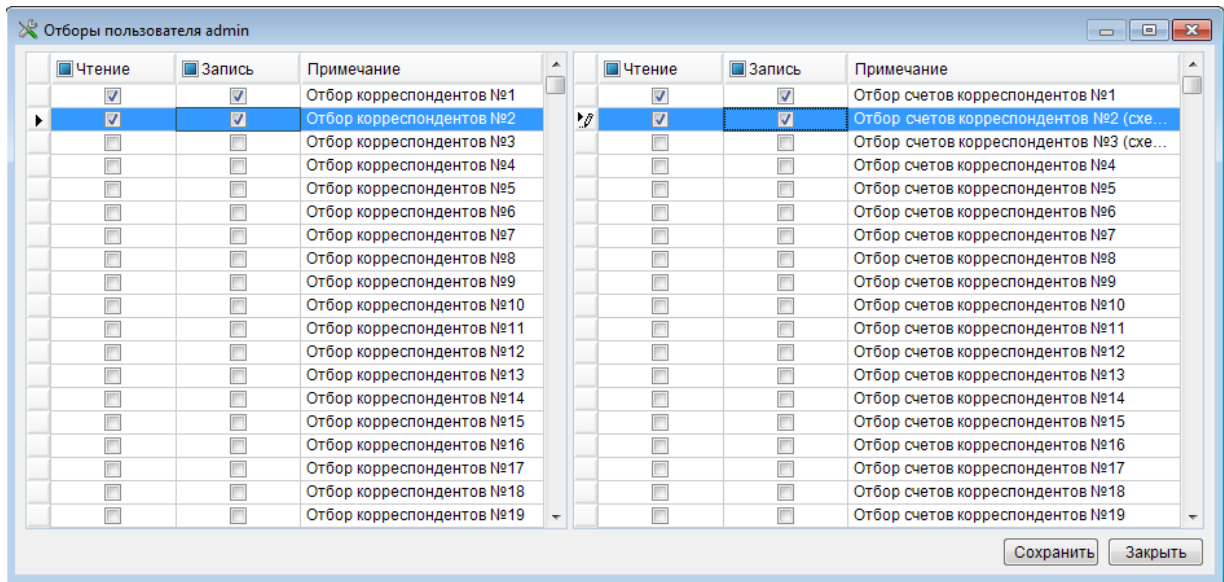 Отборы пользователя admin
Чтение Запись Примечание Чтение Запись Примечание
Отбор корреспондентов №1 Отбор счетов корреспондентов №1
Отбор корреспондентов №2 Отбор счетов корреспондентов №2 (схе...
Отбор корреспондентов №3 Отбор счетов корреспондентов №3 (схе...
Отбор корреспондентов №4 Отбор счетов корреспондентов №4
Отбор корреспондентов №5 Отбор счетов корреспондентов №5
Отбор корреспондентов №6 Отбор счетов корреспондентов №6
Отбор корреспондентов №7 Отбор счетов корреспондентов №7
Отбор корреспондентов №8 Отбор счетов корреспондентов №8
Отбор корреспондентов №9 Отбор счетов корреспондентов №9
Отбор корреспондентов №10 Отбор счетов корреспондентов №10
Отбор корреспондентов №11 Отбор счетов корреспондентов №11
Отбор корреспондентов №12 Отбор счетов корреспондентов №12
Отбор корреспондентов №13 Отбор счетов корреспондентов №13
Отбор корреспондентов №14 Отбор счетов корреспондентов №14
Отбор корреспондентов №15 Отбор счетов корреспондентов №15
Отбор корреспондентов №16 Отбор счетов корреспондентов №16
Отбор корреспондентов №17 Отбор счетов корреспондентов №17
Отбор корреспондентов №18 Отбор счетов корреспондентов №18
Отбор корреспондентов №19 Отбор счетов корреспондентов №19
Сохранить Закрыть